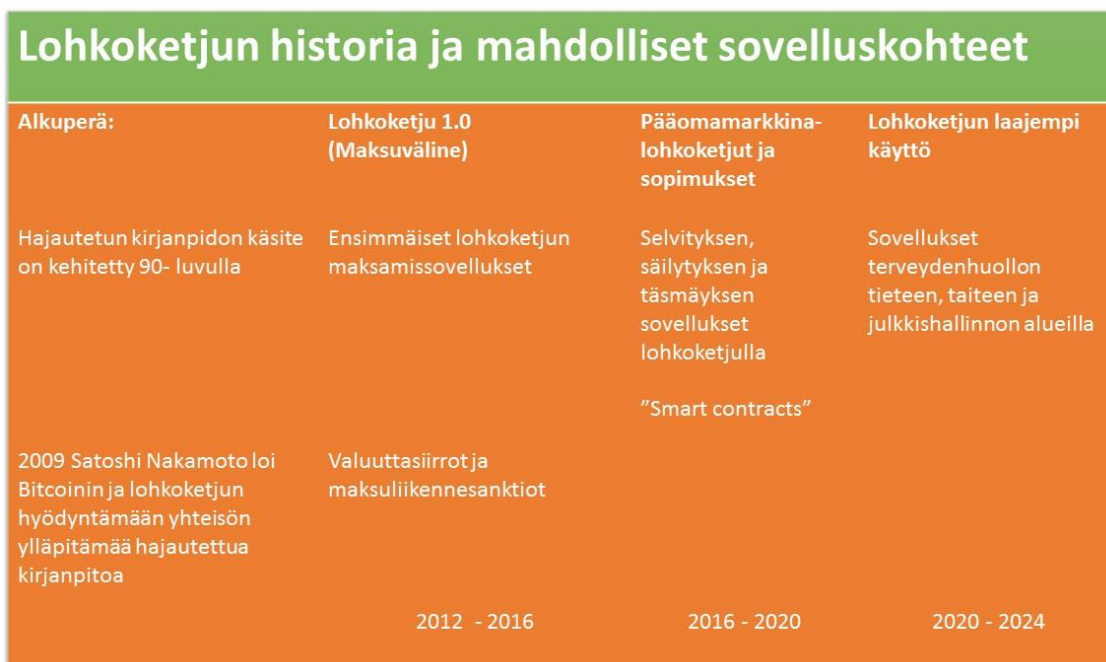 Lohkoketjun historia ja mahdolliset sovelluskohteet
Alkuperä:
Hajautetun kirjanpidon käsite
on kehitetty 90- luvulla
2009 Satoshi Nakamoto loi
Bitcoinin ja lohkoketjun
hyödyntämään yhteisön
ylläpitämää hajautettua
kirjanpitoa
Lohkoketju 1.0
(Maksuväline)
Ensimmäiset lohkoketjun
maksamissovellukset
Valuuttasiirrot ja
maksuliikennesanktiot
2012 - 2016
Pääomamarkkina-
lohkoketjut ja
sopimukset
Selvityksen,
säilytyksen ja
täsmäyksen
sovellukset
lohkoketjulla
”Smart contracts”
2016 - 2020
Lohkoketjun laajempi
käyttö
Sovellukset
terveydenhuollon
tieteen, taiteen ja
julkkishallinnon alueilla
2020 - 2024